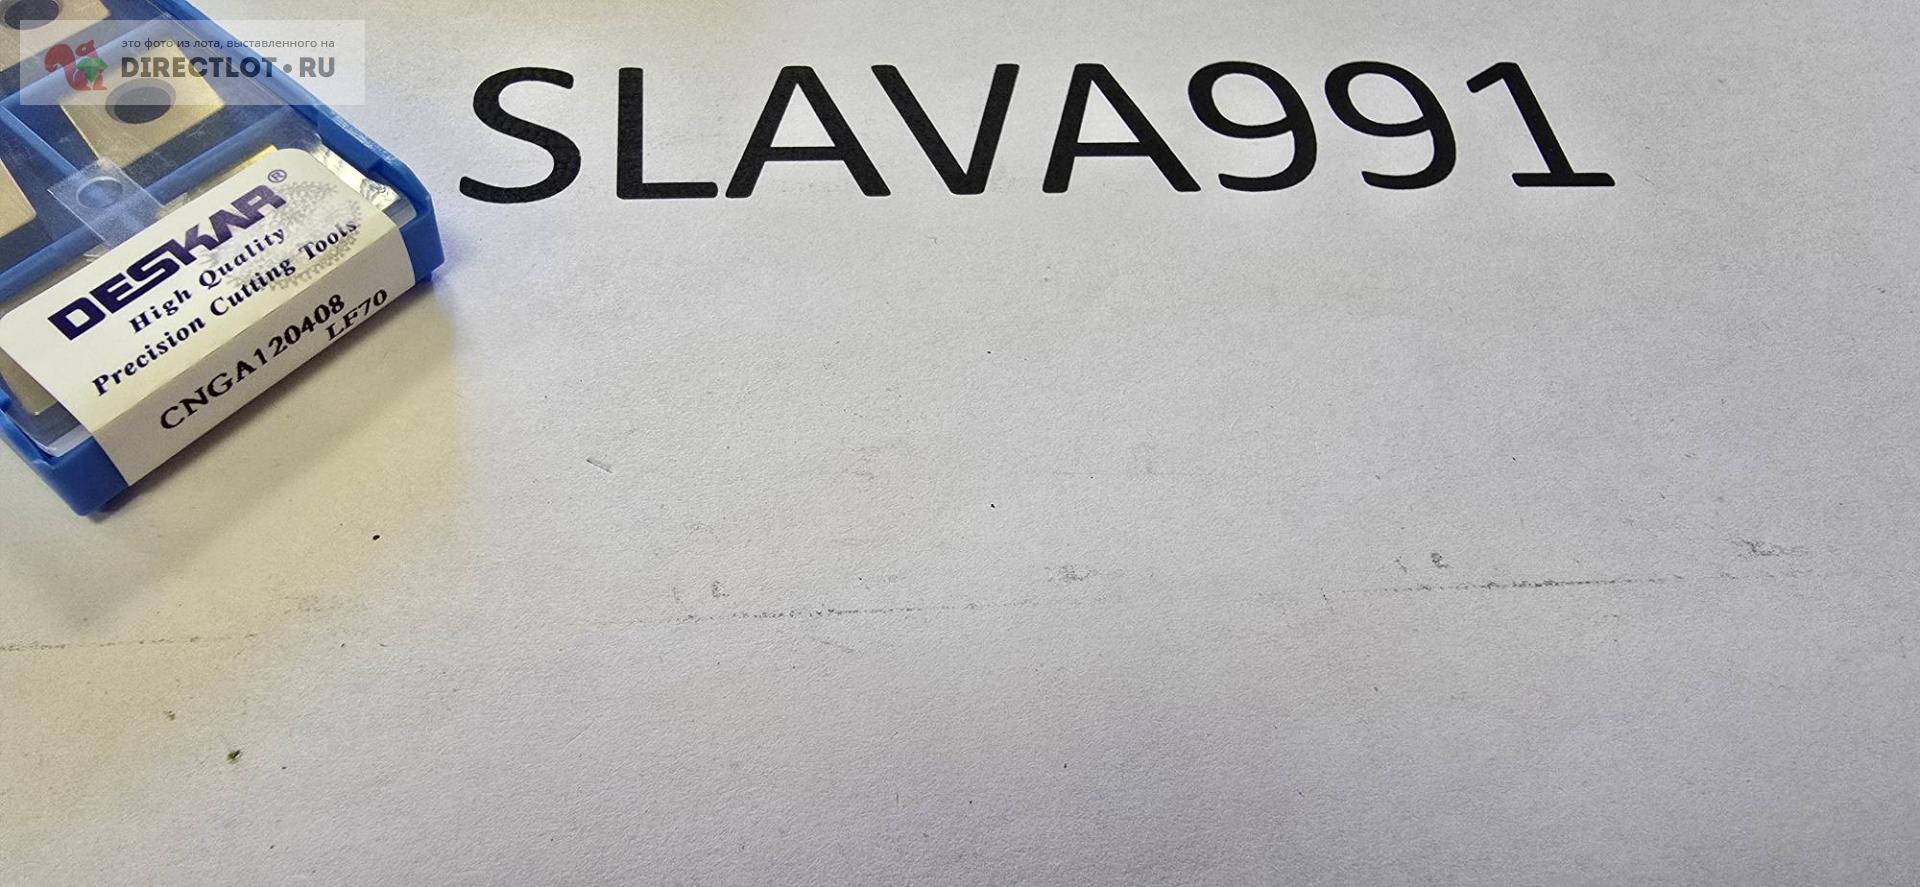 это фото из лота, выставленного на
DIRECTLOT•RU
SLAVA991
DESKAR®
High Quality
Precision Cutting Tools
CNGA120408
LF70